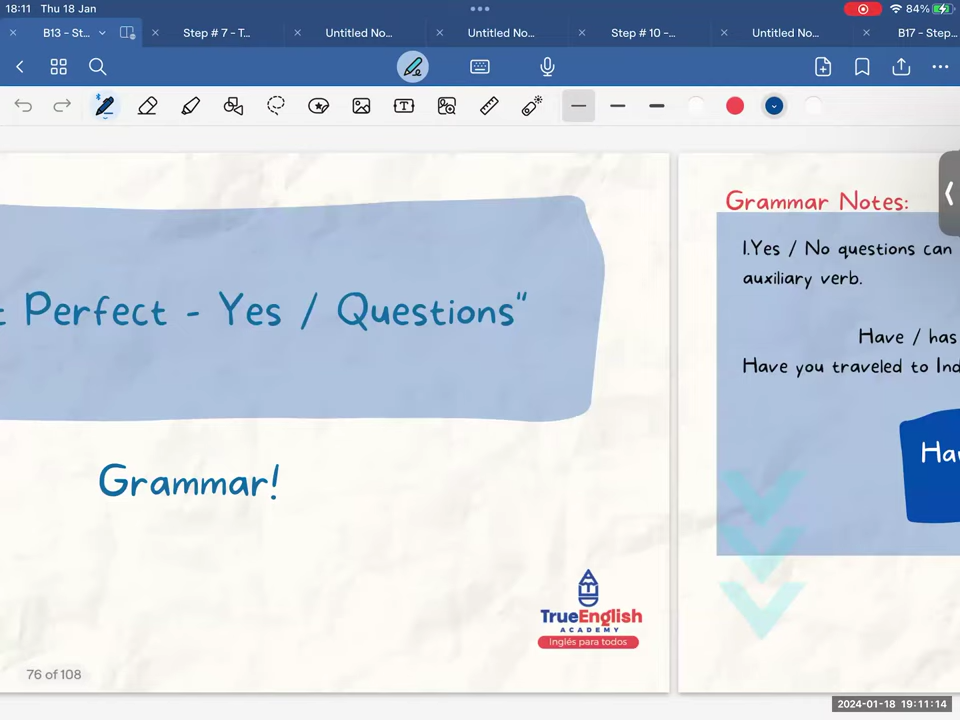 18:11 Thu 18 Jan
84%
B13 - St...
Step # 7 - T...
Untitled No...
Untitled No...
Step # 10 -...
Untitled No...
B17 - Step...
Perfect - Yes / Questions"
Grammar!
TrueEnglish
ACADEMY
Inglés para todos
76 of 108
Grammar Notes:
1.Yes / No questions can
auxiliary verb.
Have / has
Have you traveled to Ind
Ha
2024-01-18 19:11:14